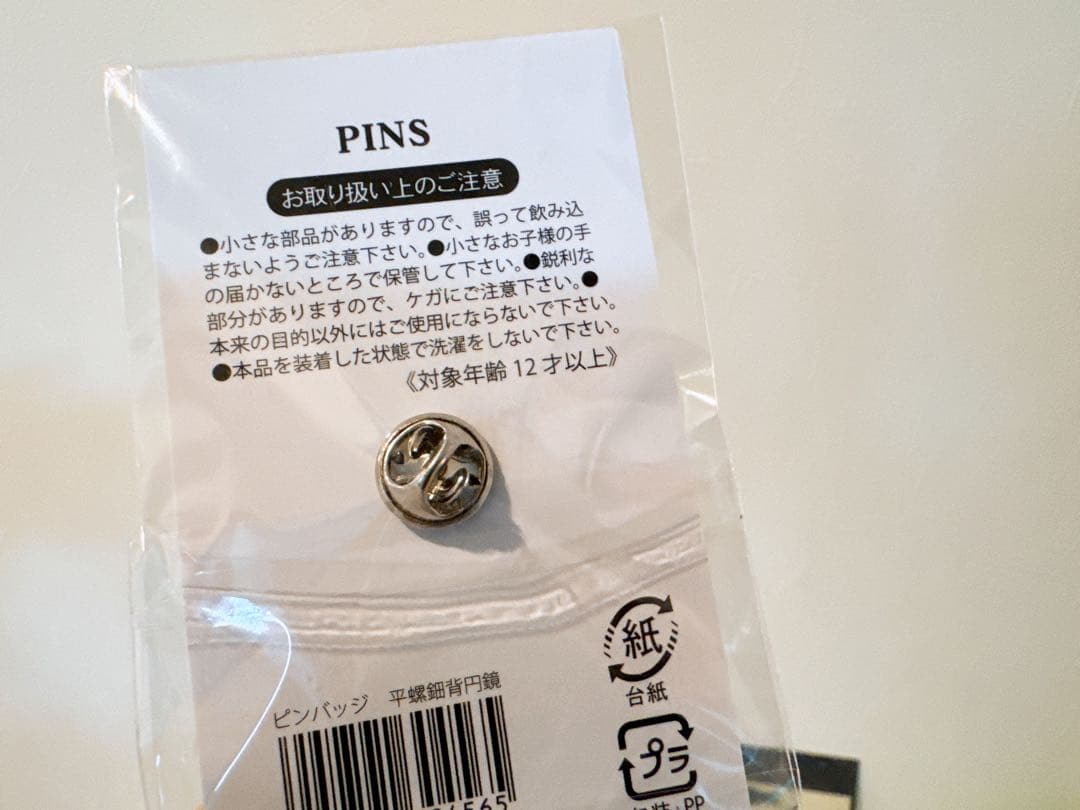 PINS
お取り扱い上のご注意
●小さな部品がありますので、誤って飲み込
まないようご注意下さい。●小さなお子様の手
の届かないところで保管して下さい。●鋭利な
部分がありますので、ケガにご注意下さい。●
本来の目的以外にはご使用にならないで下さい。
●本品を装着した状態で洗濯をしないで下さい。
《対象年齢 12 才以上》
紙
台紙
ピンバッジ 平螺鈿背円鏡
プラ
6565
PP